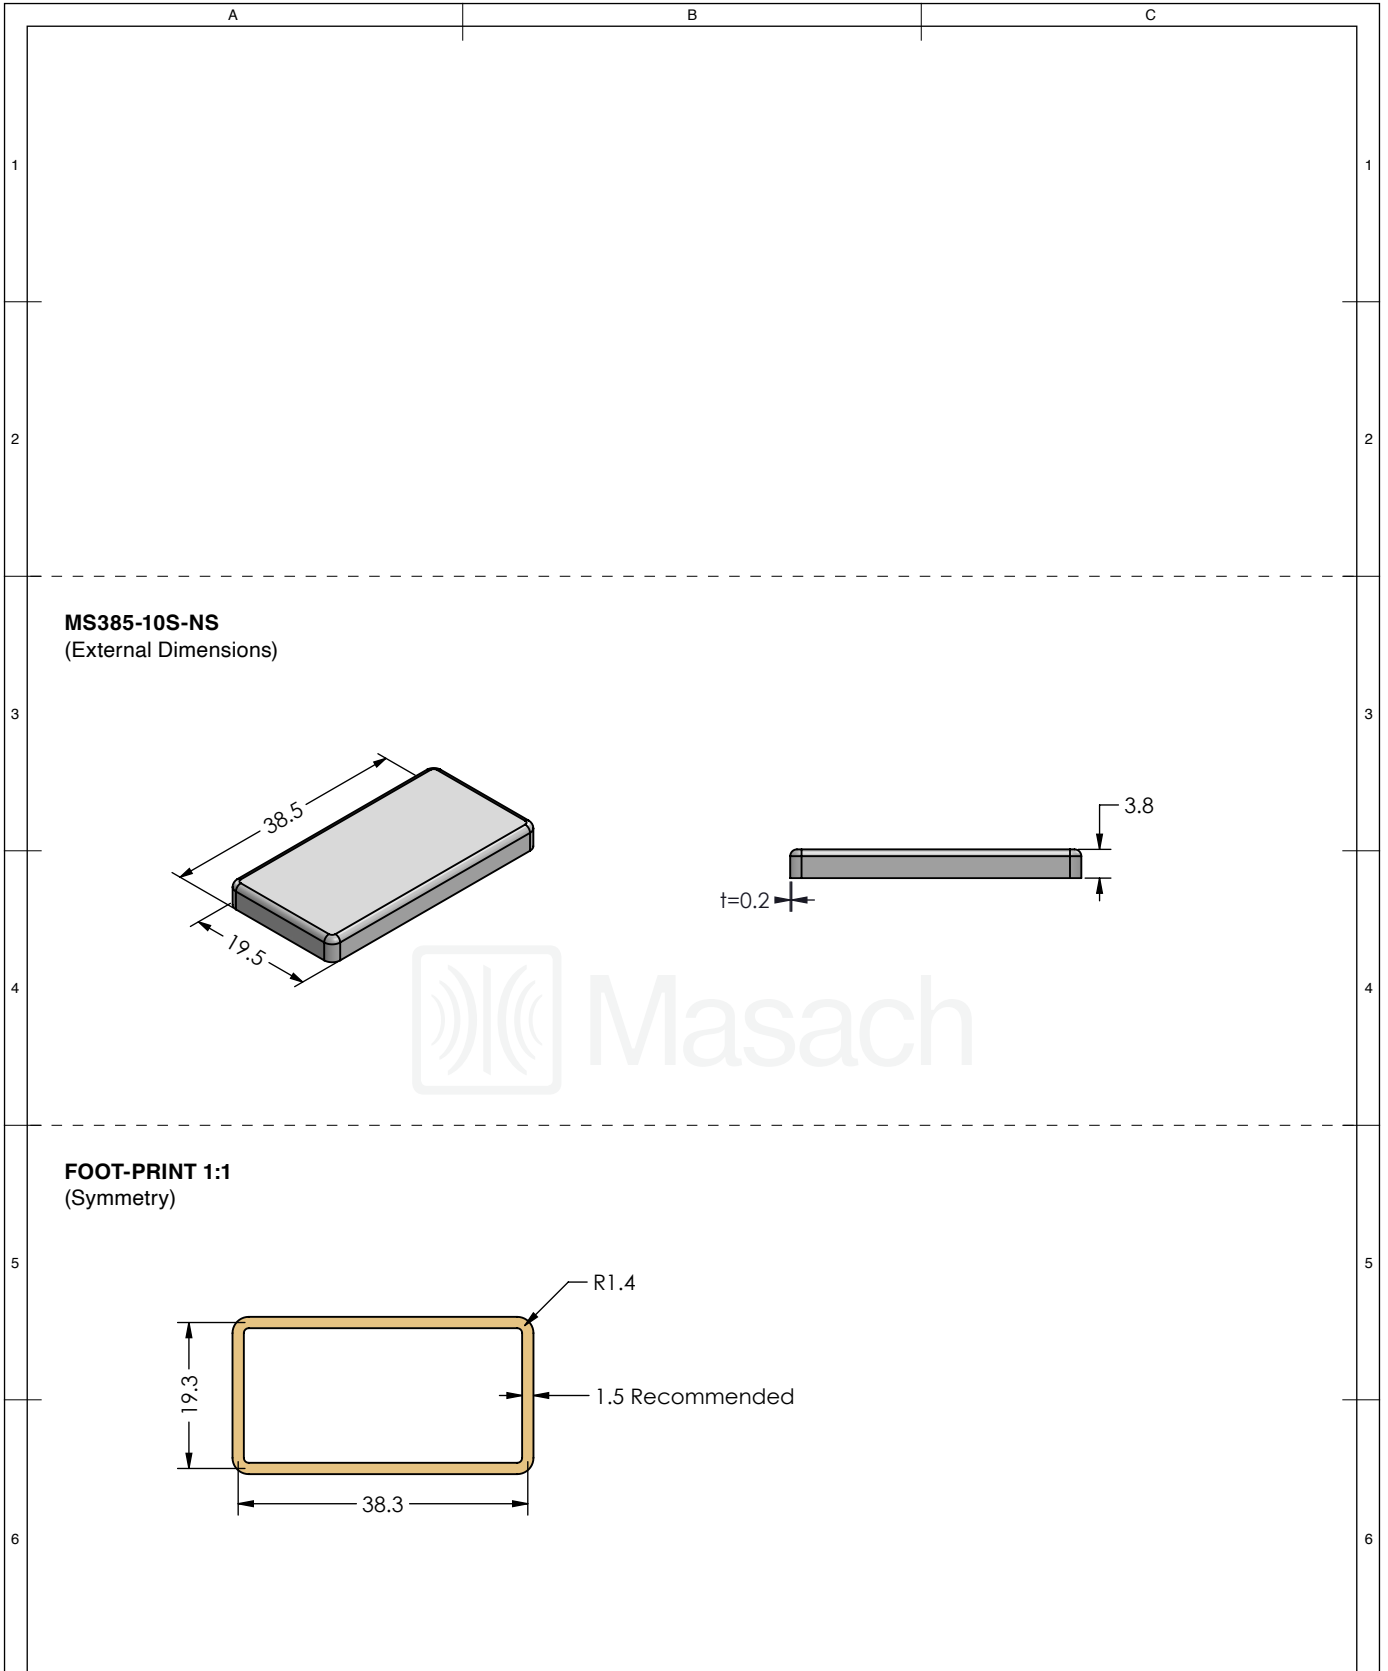 A B C
1 1
2 2
MS385-10S-NS
(External Dimensions)
3 3
38.5
3.8
t=0.2
19.5
4 4
Masach
FOOT-PRINT 1:1
(Symmetry)
5 5
R1.4
19.3
1.5 Recommended
38.3
6 6